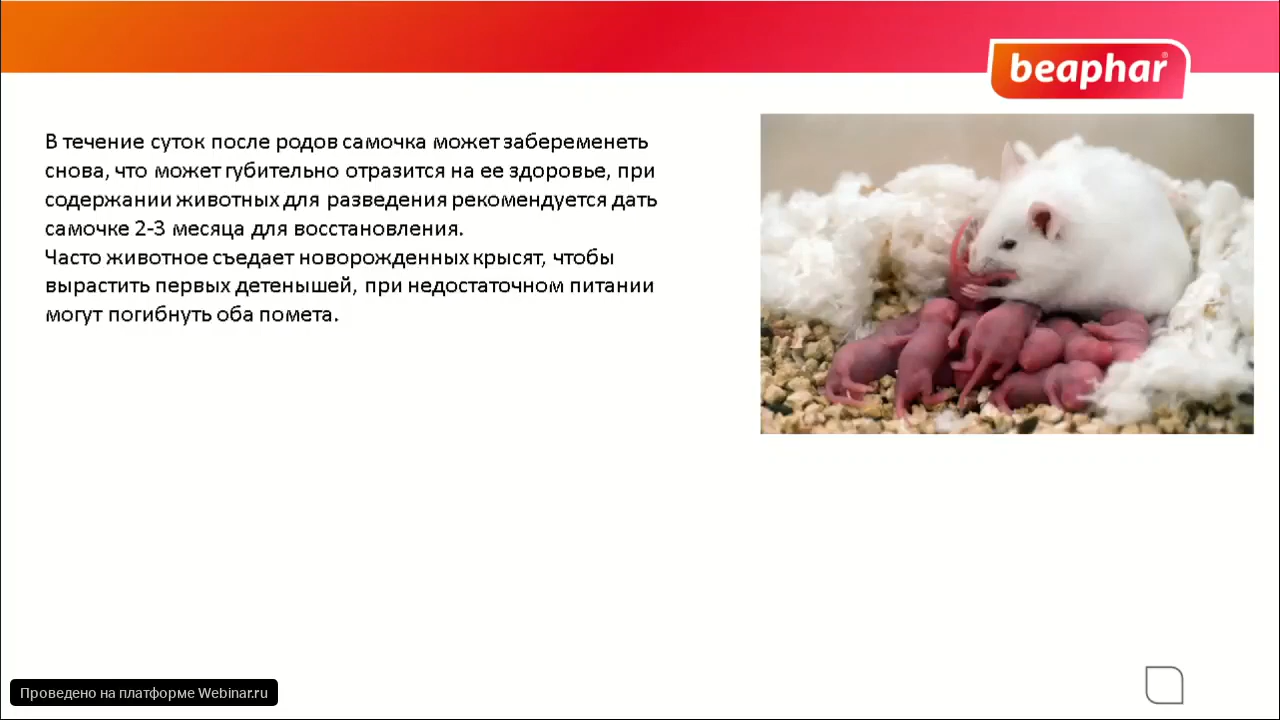 beaphar®
В течение суток после родов самочка может забеременеть
снова, что может губительно отразится на ее здоровье, при
содержании животных для разведения рекомендуется дать
самочке 2-3 месяца для восстановления.
Часто животное съедает новорожденных крысят, чтобы
вырастить первых детенышей, при недостаточном питании
могут погибнуть оба помета.
Проведено на платформе Webinar.ru